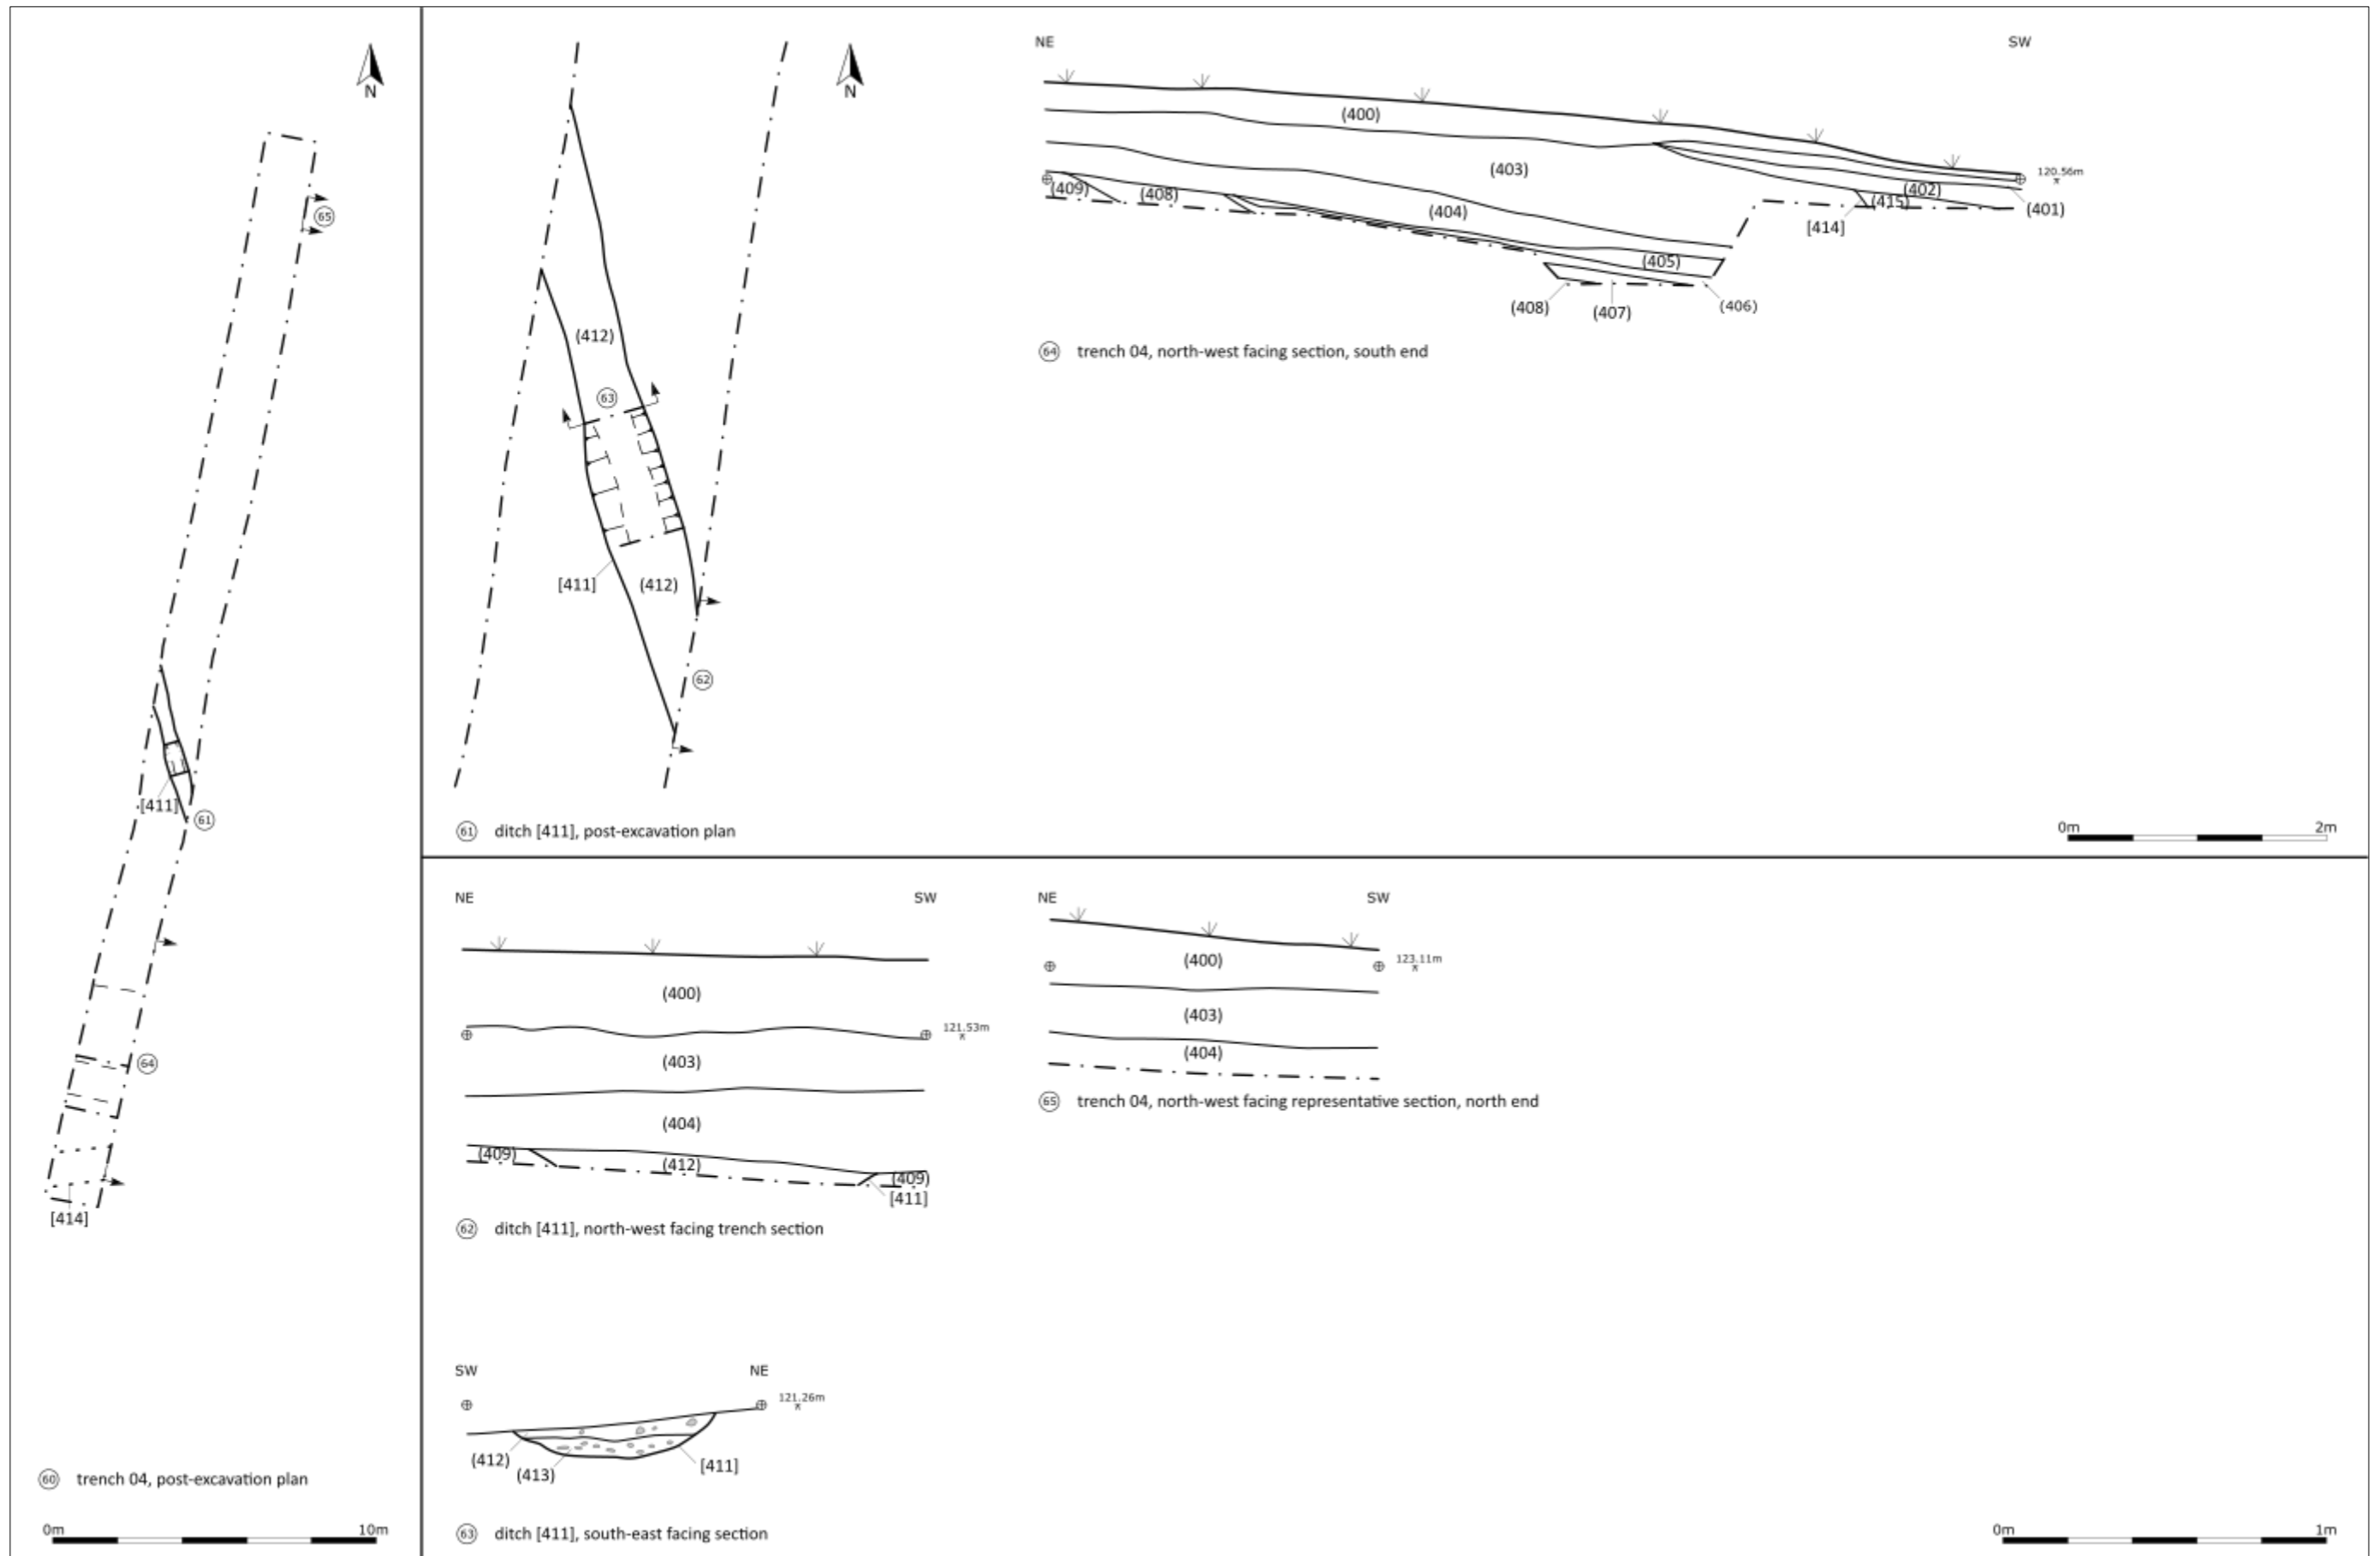 N
65
[411]
61
64
[414]
60 trench 04, post-excavation plan
0m 10m
N
(412)
63
[411] (412)
62
61 ditch [411], post-excavation plan
NE SW
(400)
(403)
120.56m
(409) (408) (402)
(404) (415) (401)
[414]
(405)
(408) (407) (406)
64 trench 04, north-west facing section, south end
0m 2m
NE SW
(400)
121.53m
(403)
(404)
(409) (412) (409)
[411]
62 ditch [411], north-west facing trench section
NE SW
(400) 123.11m
(403)
(404)
65 trench 04, north-west facing representative section, north end
SW NE
121.26m
(412)
(413) [411]
63 ditch [411], south-east facing section
0m 1m